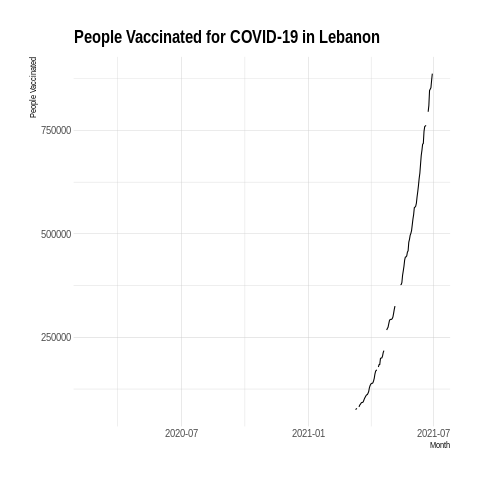 People Vaccinated for COVID-19 in Lebanon
People Vaccinated
750000
500000
250000
2020-07
2021-01
2021-07
Month